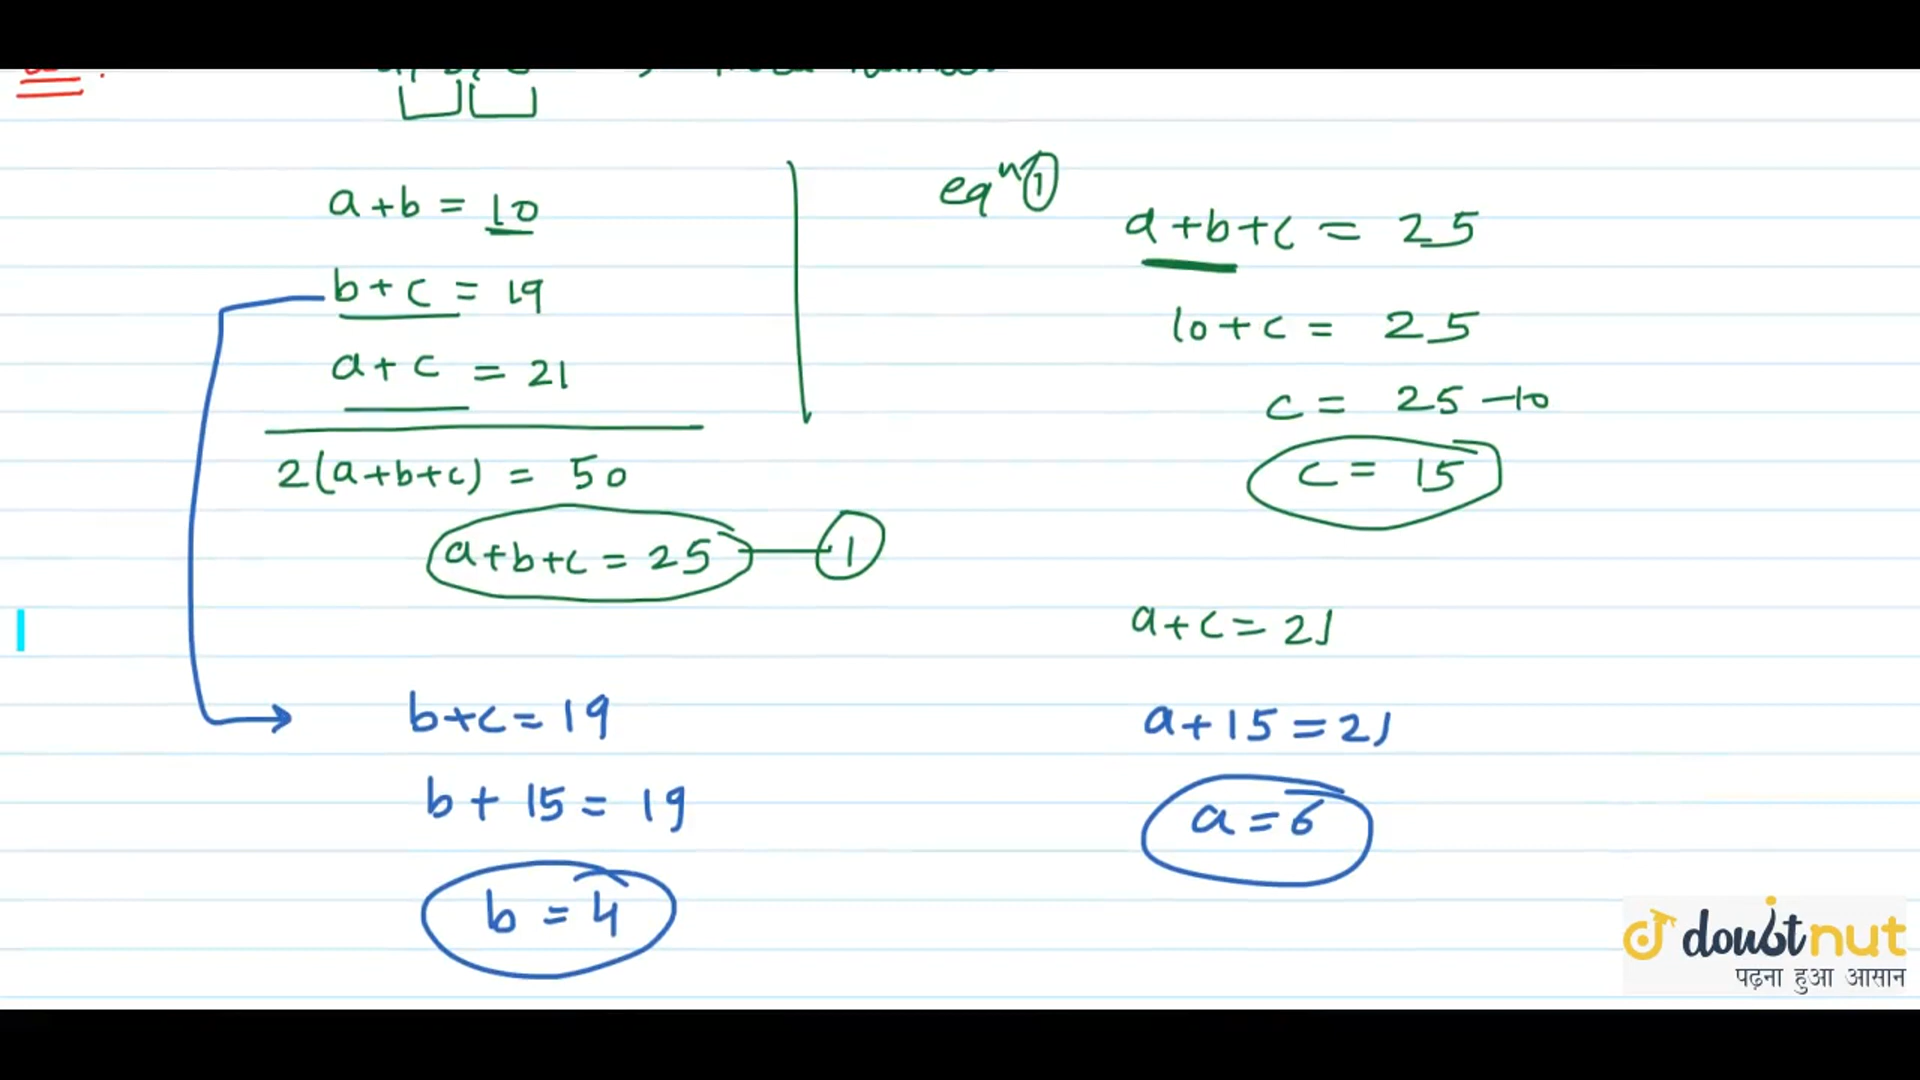 a+b = 10
b+c = 19
a+c = 21
2(a+b+c) = 50
a+b+c = 25 — 1
b+c = 19
b + 15 = 19
b = 4
eqⁿ 1
a+b+c = 25
10+c = 25
c = 25-10
c = 15
a+c = 21
a+15 = 21
a = 6
doubtnut
पढ़ना हुआ आसान